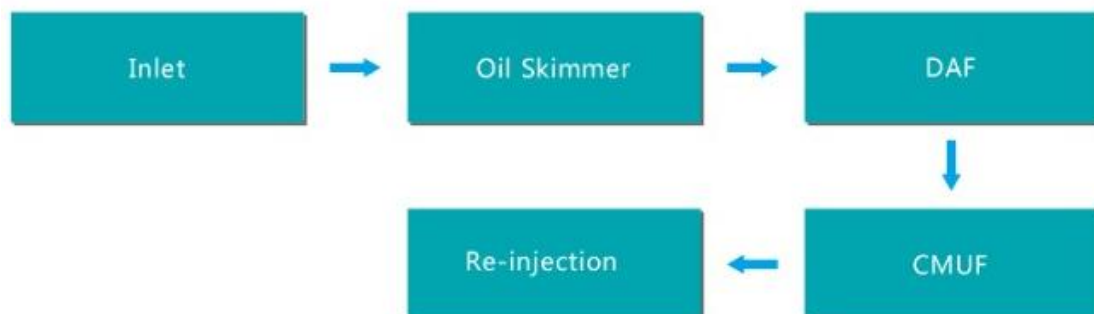 Inlet
Oil Skimmer
DAF
CMUF
Re-injection